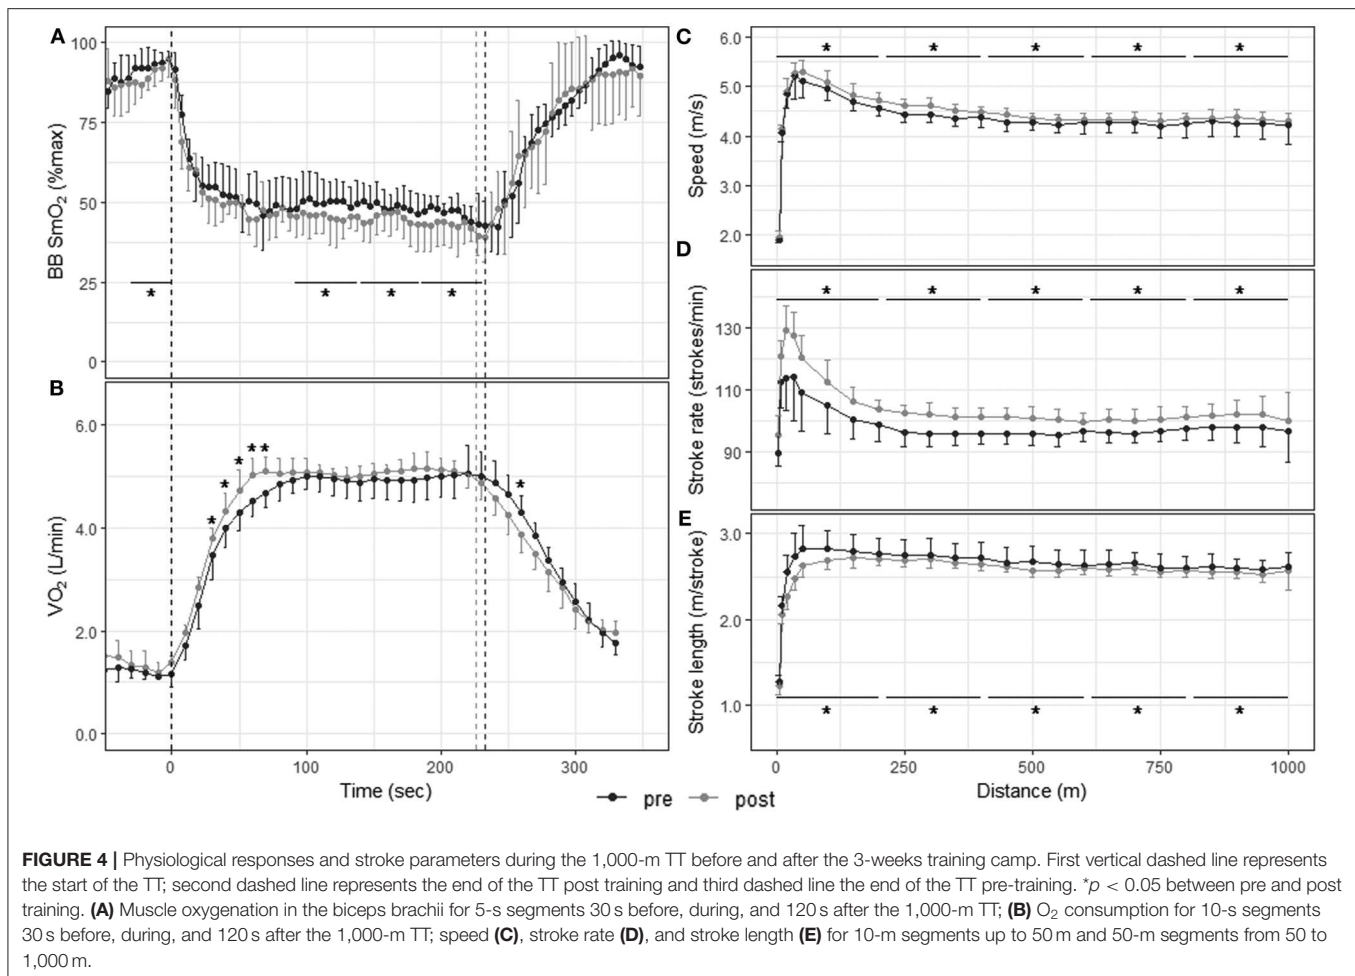 A
100
75
50
25
0
BB SmO2 (%max)
*
*
*
*
B
6.0
4.0
2.0
0.0
VO2 (L/min)
*
*
*
*
*
*
0
100
200
300
Time (sec)
C
6.0
5.0
4.0
3.0
2.0
Speed (m/s)
*
*
*
*
*
D
130
110
90
Stroke rate (strokes/min)
*
*
*
*
*
E
3.0
2.0
1.0
Stroke length (m/stroke)
*
*
*
*
*
0
250
500
750
1000
Distance (m)
pre
post
FIGURE 4 | Physiological responses and stroke parameters during the 1,000-m TT before and after the 3-weeks training camp. First vertical dashed line represents
the start of the TT; second dashed line represents the end of the TT post training and third dashed line the end of the TT pre-training. *p < 0.05 between pre and post
training. (A) Muscle oxygenation in the biceps brachii for 5-s segments 30 s before, during, and 120 s after the 1,000-m TT; (B) O2 consumption for 10-s segments
30 s before, during, and 120 s after the 1,000-m TT; speed (C), stroke rate (D), and stroke length (E) for 10-m segments up to 50 m and 50-m segments from 50 to
1,000 m.